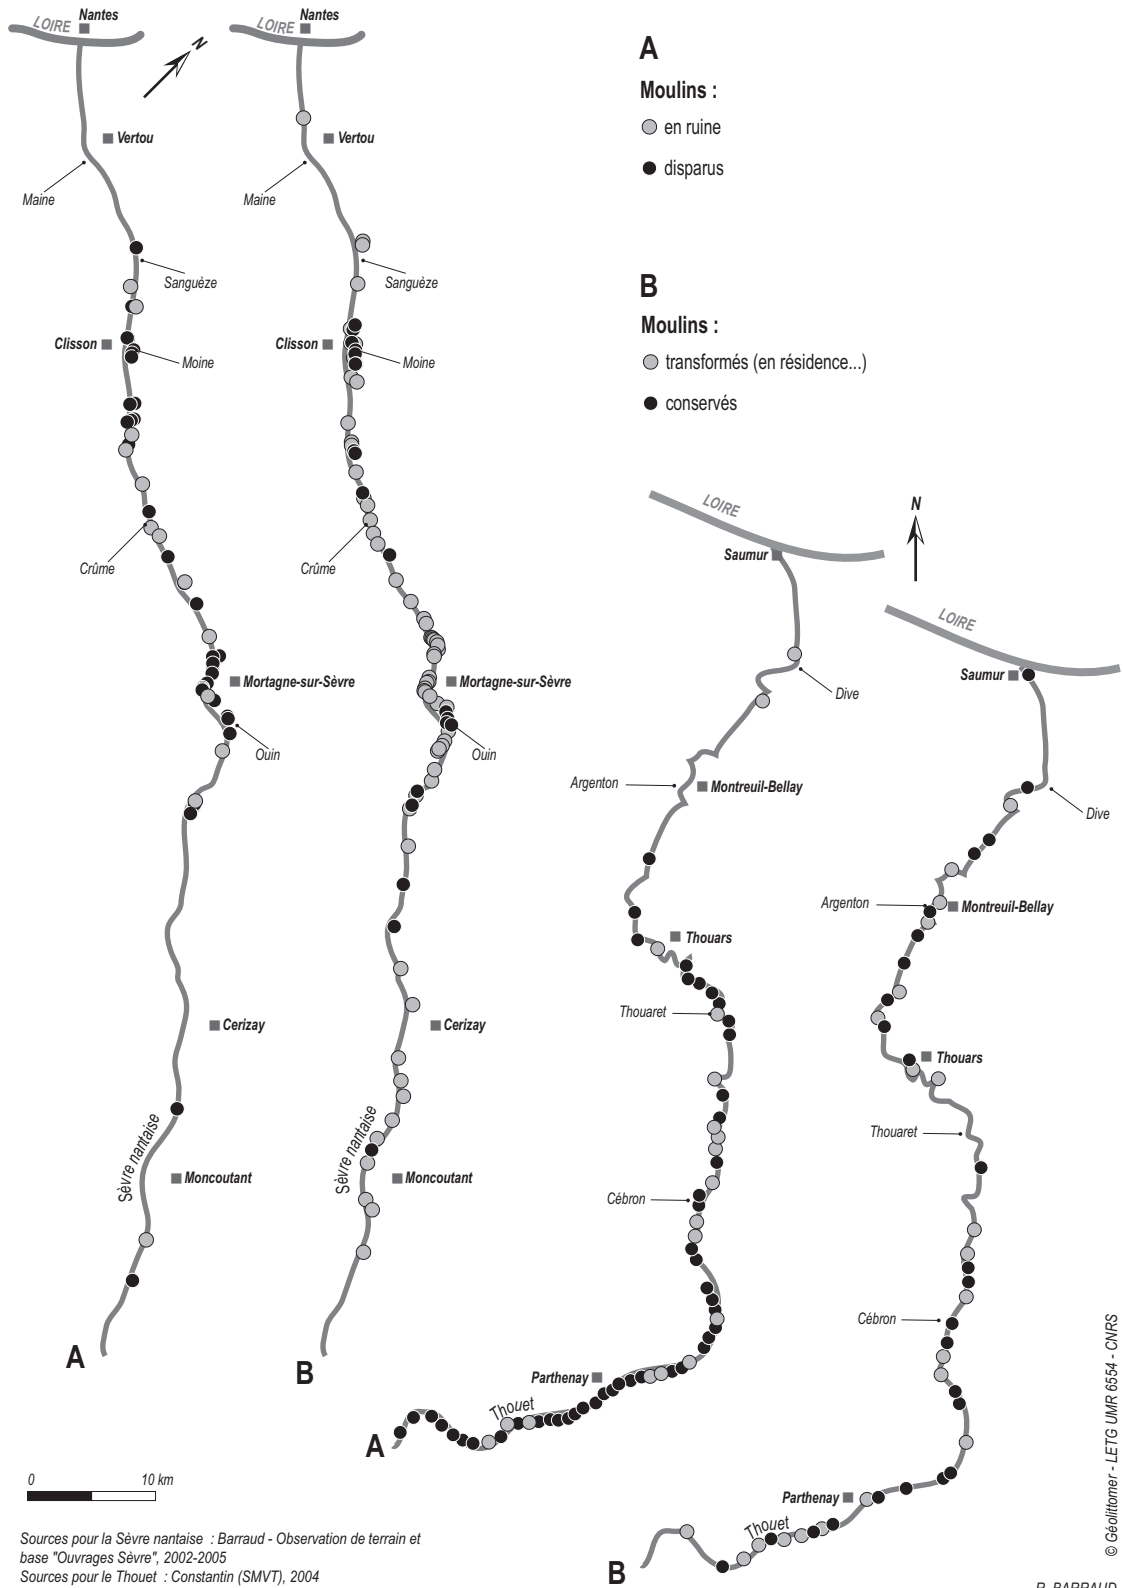 Nantes
LOIRE
N
Vertou
Maine
Sanguèze
Clisson
Moine
Crûme
Mortagne-sur-Sèvre
Ouin
Cerizay
Sèvre nantaise
Moncoutant
A
Nantes
LOIRE
Vertou
Maine
Sanguèze
Clisson
Moine
Crûme
Mortagne-sur-Sèvre
Ouin
Cerizay
Sèvre nantaise
Moncoutant
B
A
Moulins :
en ruine
disparus
B
Moulins :
transformés (en résidence...)
conservés
LOIRE
N
Saumur
Dive
Argenton
Montreuil-Bellay
Thouars
Thouaret
Cébron
Parthenay
Thouet
A
LOIRE
Saumur
Dive
Argenton
Montreuil-Bellay
Thouars
Thouaret
Cébron
Parthenay
Thouet
B
0 10 km
Sources pour la Sèvre nantaise : Barraud - Observation de terrain et
base "Ouvrages Sèvre", 2002-2005
Sources pour le Thouet : Constantin (SMVT), 2004
© Géolittomer - LETG UMR 6554 - CNRS
R. BARRAUD